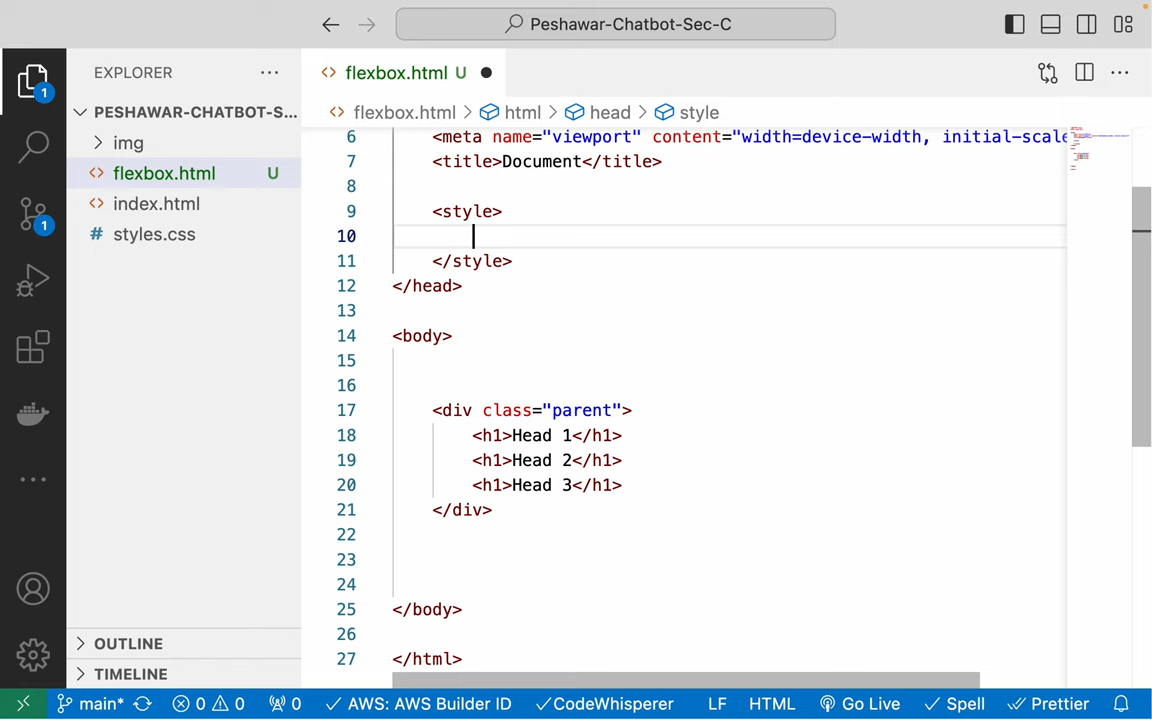 Peshawar-Chatbot-Sec-C
EXPLORER
PESHAWAR-CHATBOT-S...
img
flexbox.html U
index.html
# styles.css
OUTLINE
TIMELINE
1
1
<> flexbox.html U
<> flexbox.html > html > head > style
6 <meta name="viewport" content="width=device-width, initial-scale
7 <title>Document</title>
8
9 <style>
10
11 </style>
12 </head>
13
14 <body>
15
16
17 <div class="parent">
18 <h1>Head 1</h1>
19 <h1>Head 2</h1>
20 <h1>Head 3</h1>
21 </div>
22
23
24
25 </body>
26
27 </html>
main* 0 0 0 AWS: AWS Builder ID CodeWhisperer LF HTML Go Live Spell Prettier